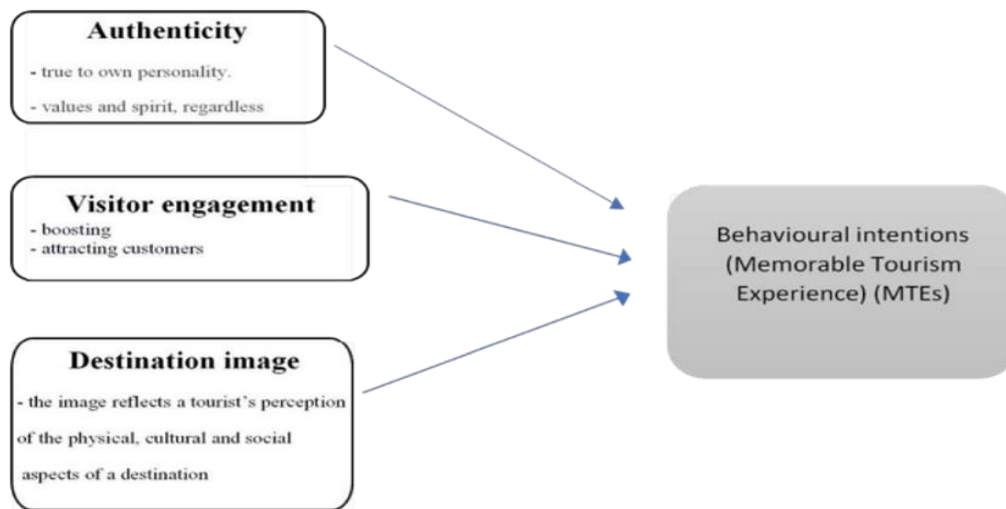 Authenticity
- true to own personality.
- values and spirit, regardless
Visitor engagement
- boosting
- attracting customers
Destination image
- the image reflects a tourist's perception
of the physical, cultural and social
aspects of a destination
Behavioural intentions
(Memorable Tourism
Experience) (MTEs)